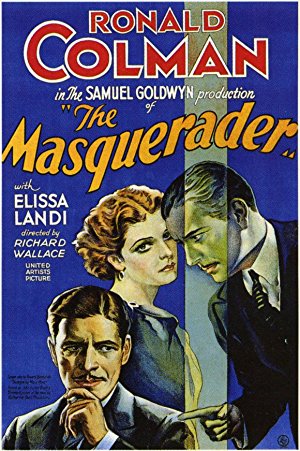 RONALD
COLMAN
in The SAMUEL GOLDWYN production
of
"The
Masquerader"
with
ELISSA
LANDI
directed by
RICHARD
WALLACE
UNITED
ARTISTS
PICTURE